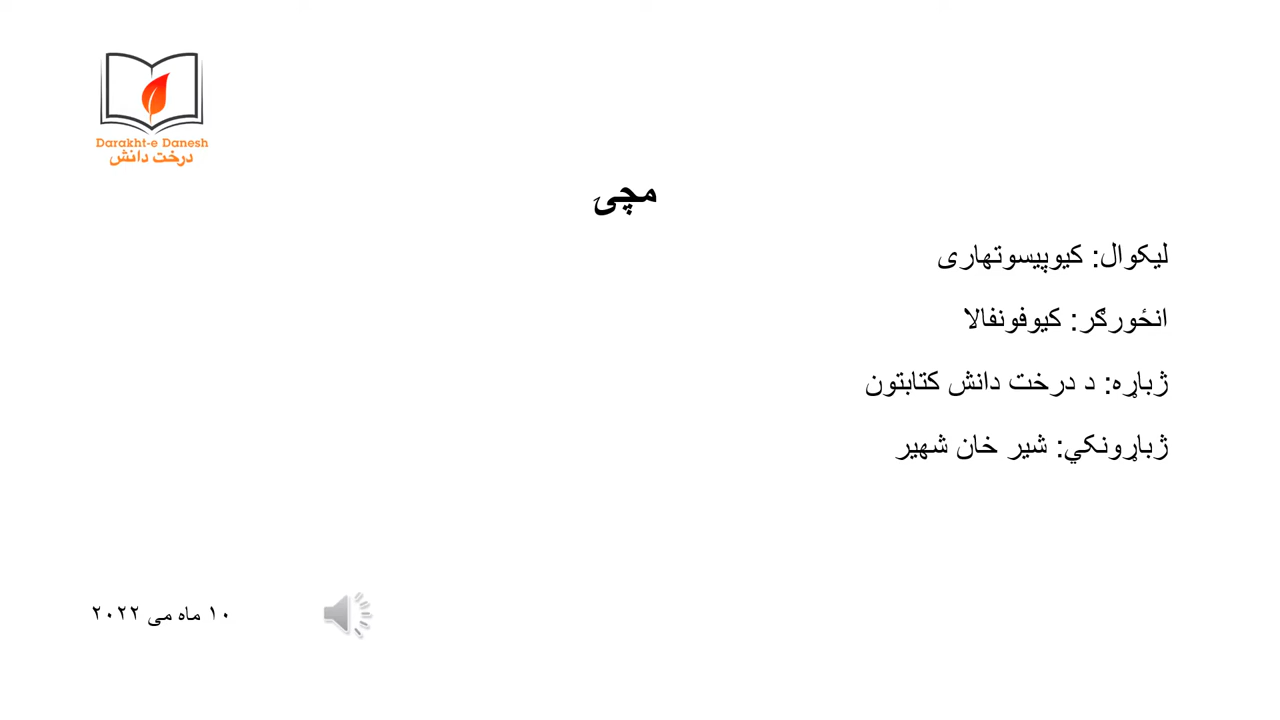 Darakht-e Danesh
درخت دانش
مچۍ
لیکوال: کیوپیسوتهاری
انځورګر: کیوفونفالا
ژباړه: د درخت دانش کتابتون
ژباړونکي: شیر خان شهیر
۱۰ ماه می ۲۰۲۲